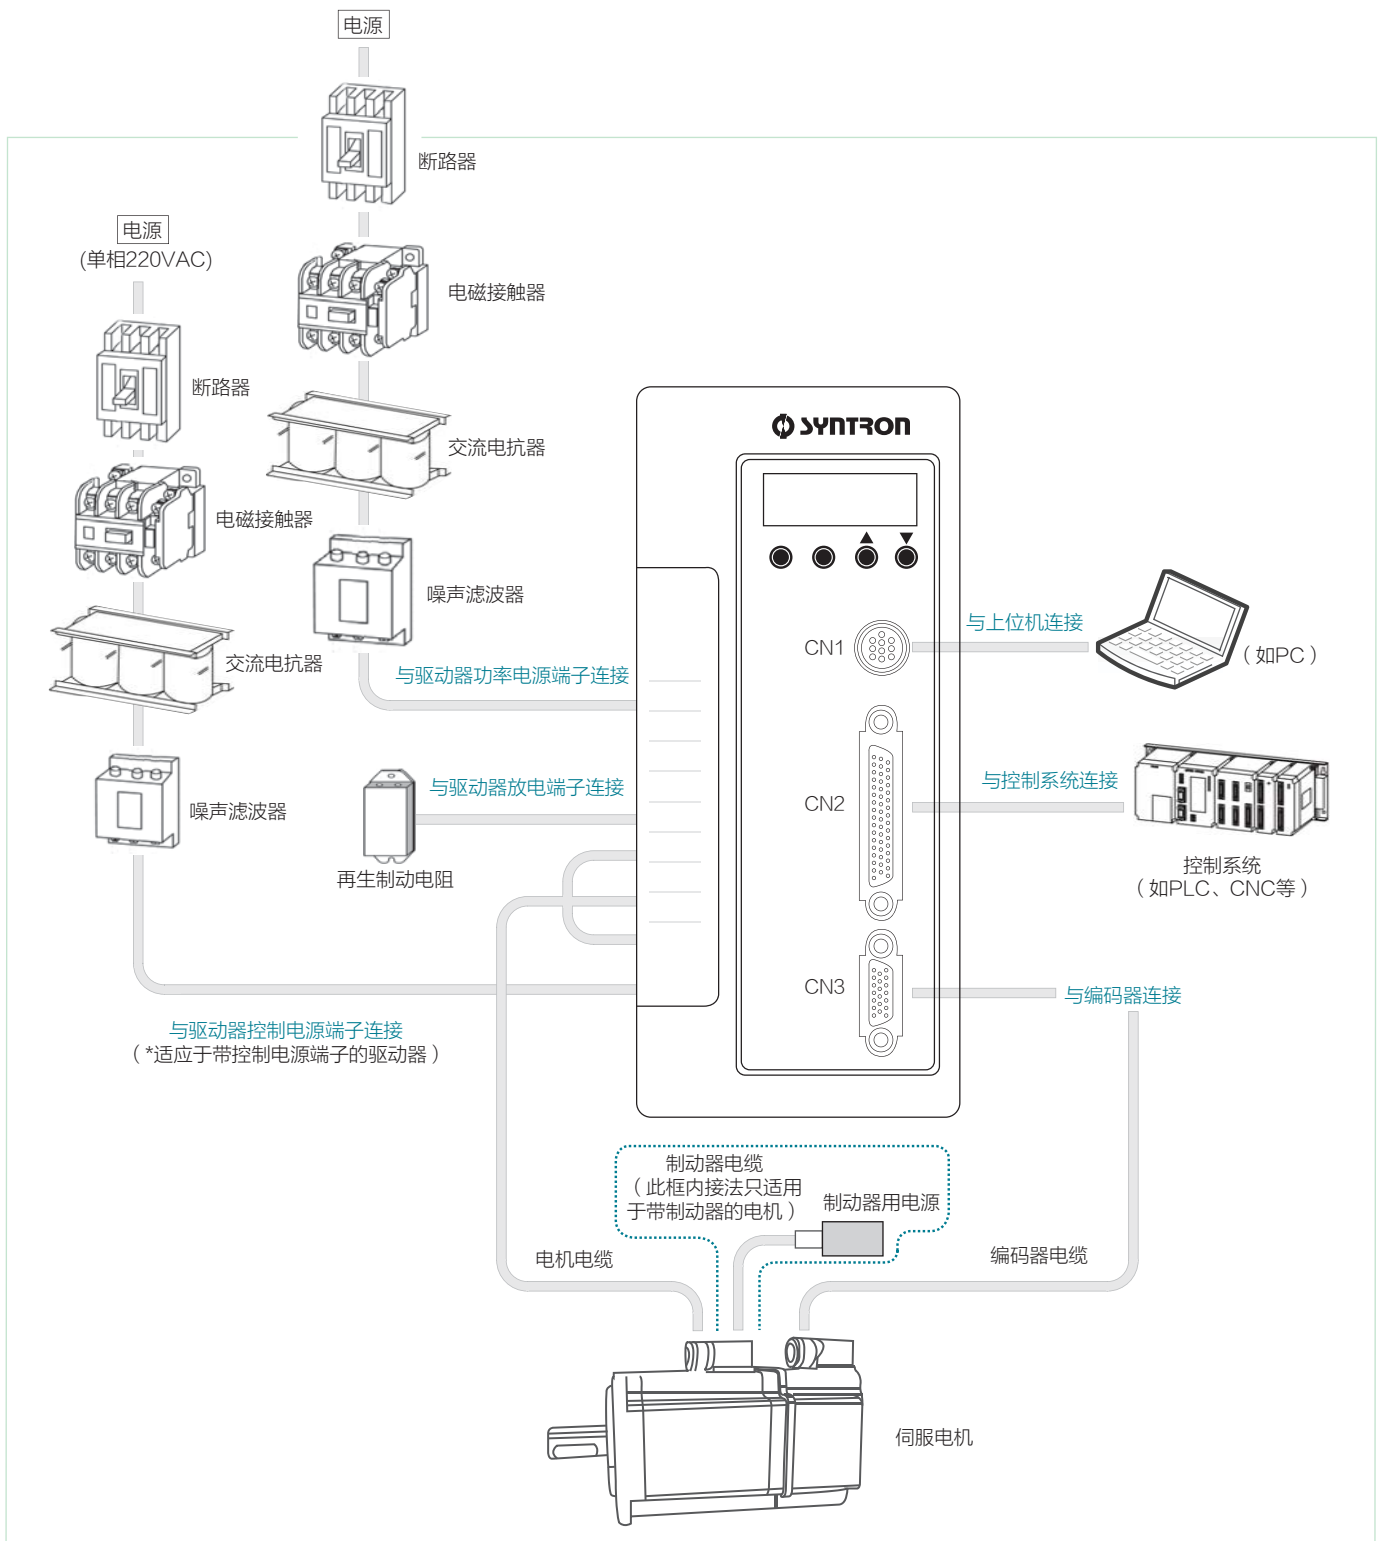 电源
断路器
电源
(单相220VAC)
电磁接触器
断路器
SYNTRON
交流电抗器
电磁接触器
噪声滤波器
与上位机连接
CN1
（如PC）
交流电抗器
与驱动器功率电源端子连接
与控制系统连接
与驱动器放电端子连接
CN2
噪声滤波器
控制系统
（如PLC、CNC等）
再生制动电阻
CN3
与编码器连接
与驱动器控制电源端子连接
（*适应于带控制电源端子的驱动器）
制动器电缆
（此框内接法只适用
于带制动器的电机）
制动器用电源
电机电缆
编码器电缆
伺服电机